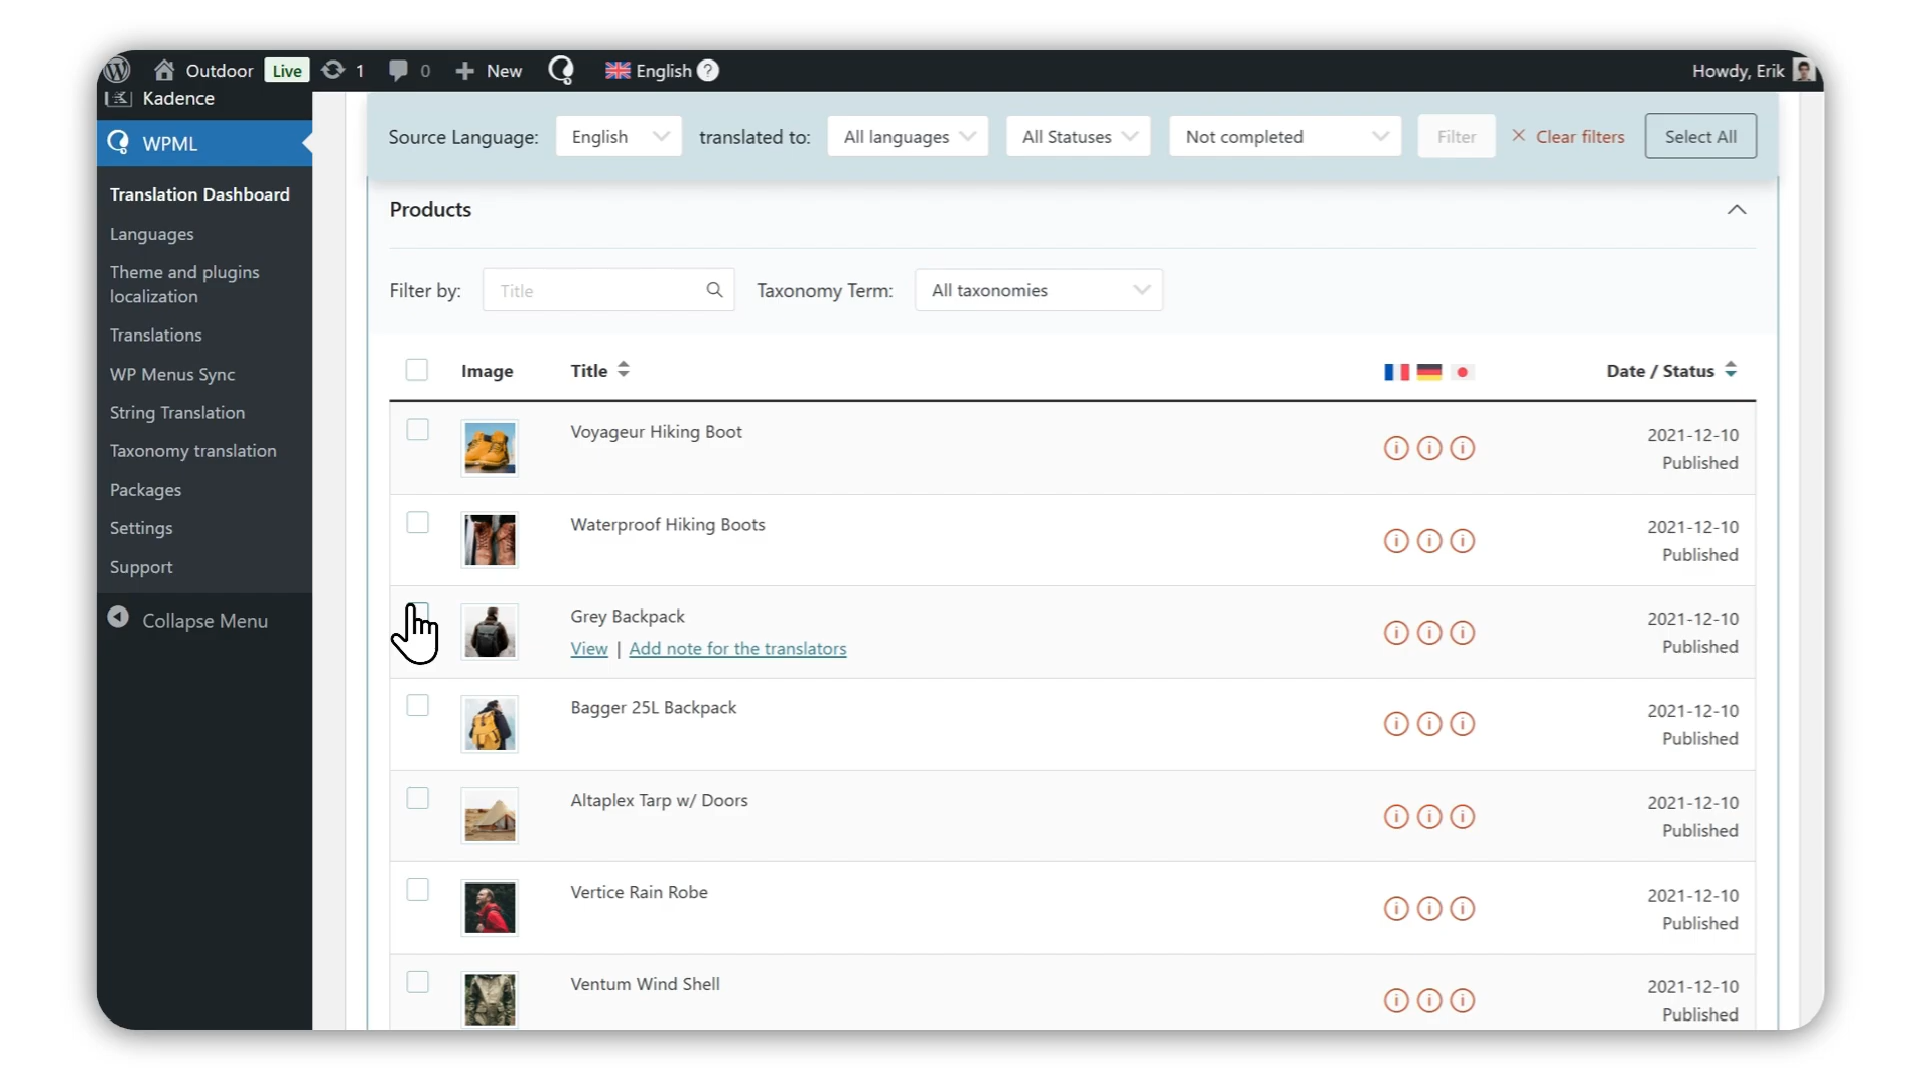 Outdoor Live 1 0 New English ? Howdy, Erik
Kadence
WPML
Translation Dashboard
Languages
Theme and plugins
localization
Translations
WP Menus Sync
String Translation
Taxonomy translation
Packages
Settings
Support
Collapse Menu
Source Language: English translated to: All languages All Statuses Not completed Filter Clear filters Select All
Products
Filter by: Title Taxonomy Term: All taxonomies
Image Title Date / Status
Voyageur Hiking Boot
2021-12-10
Published
Waterproof Hiking Boots
2021-12-10
Published
Grey Backpack
View | Add note for the translators
2021-12-10
Published
Bagger 25L Backpack
2021-12-10
Published
Altaplex Tarp w/ Doors
2021-12-10
Published
Vertice Rain Robe
2021-12-10
Published
Ventum Wind Shell
2021-12-10
Published